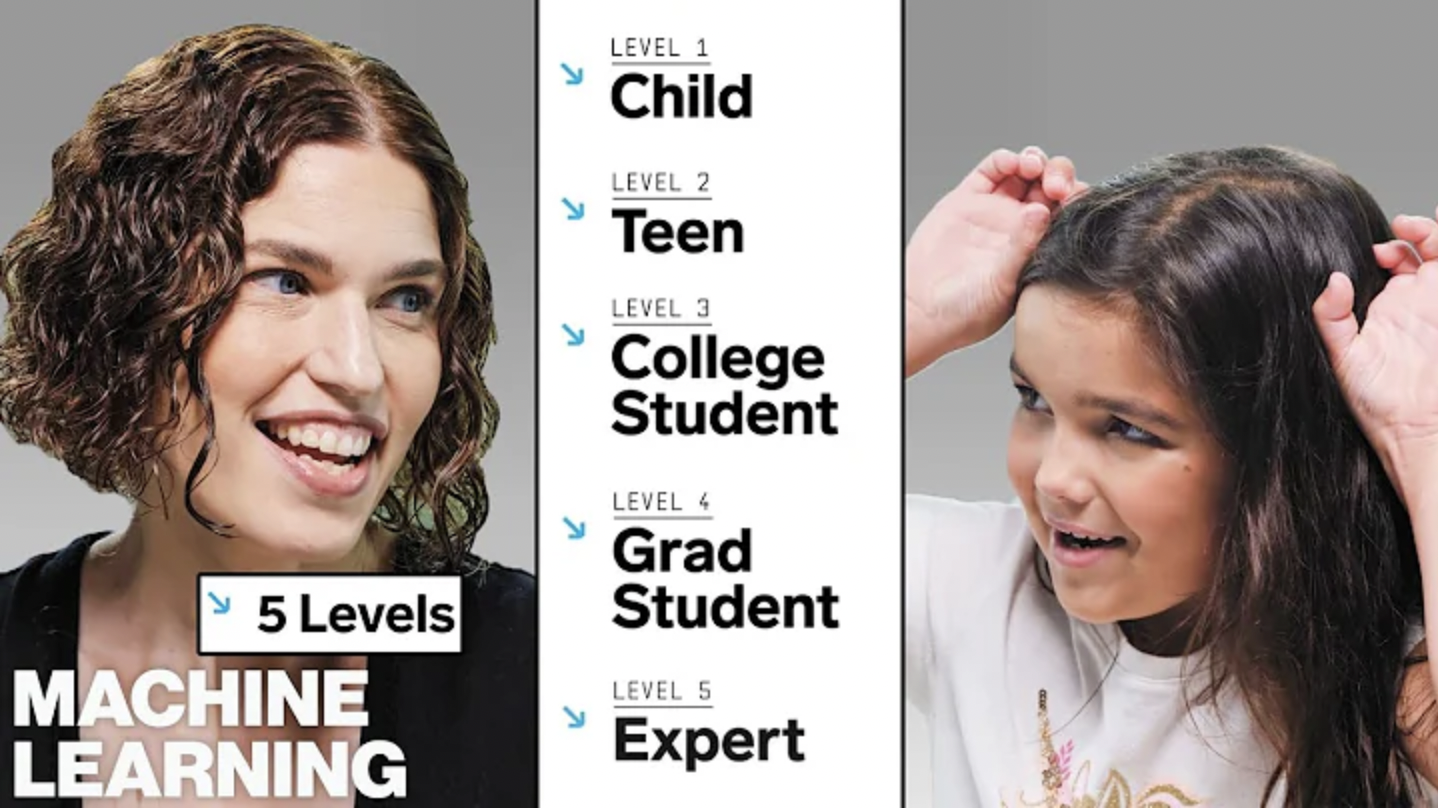 LEVEL 1
Child
LEVEL 2
Teen
LEVEL 3
College
Student
LEVEL 4
Grad
Student
LEVEL 5
Expert
5 Levels
MACHINE
LEARNING